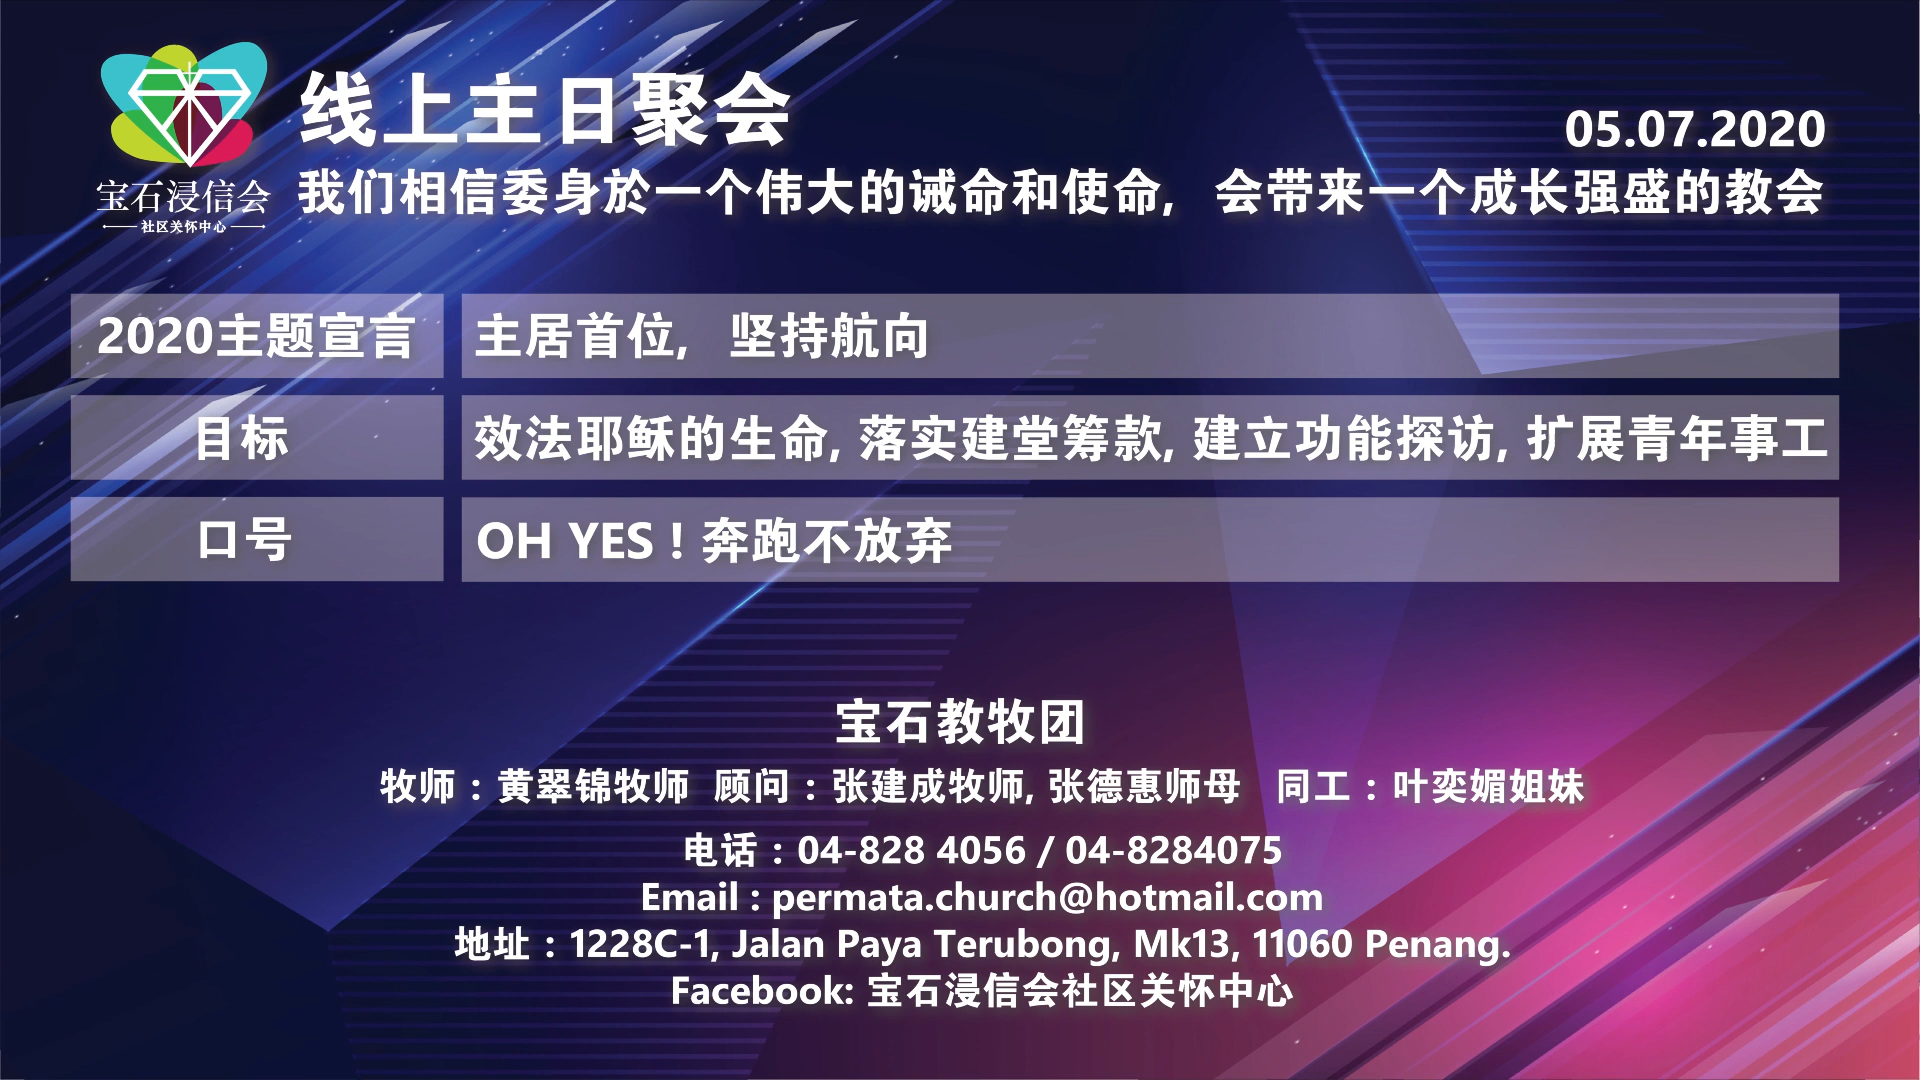 宝石浸信会
社区关怀中心
线上主日聚会
05.07.2020
我们相信委身於一个伟大的诫命和使命, 会带来一个成长强盛的教会
2020主题宣言 主居首位, 坚持航向
目标 效法耶稣的生命, 落实建堂筹款, 建立功能探访, 扩展青年事工
口号 OH YES！奔跑不放弃
宝石教牧团
牧师：黄翠锦牧师 顾问：张建成牧师, 张德惠师母 同工：叶奕媚姐妹
电话：04-828 4056 / 04-8284075
Email : permata.church@hotmail.com
地址：1228C-1, Jalan Paya Terubong, Mk13, 11060 Penang.
Facebook: 宝石浸信会社区关怀中心